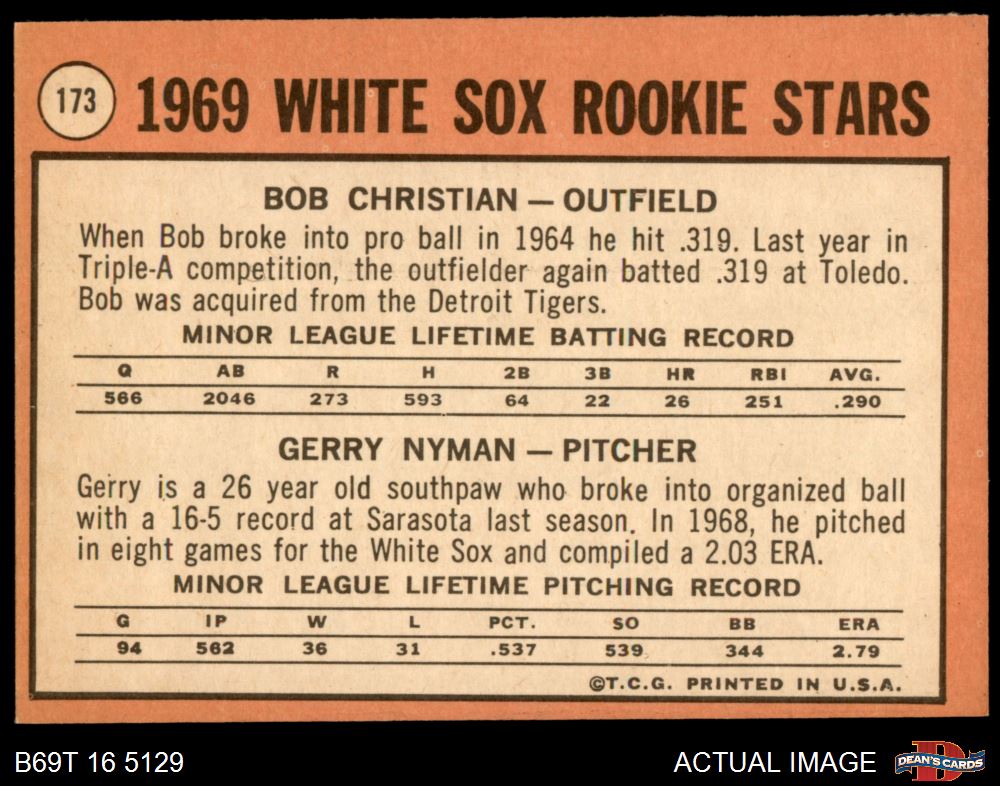 173
1969 WHITE SOX ROOKIE STARS
BOB CHRISTIAN — OUTFIELD
When Bob broke into pro ball in 1964 he hit .319. Last year in
Triple-A competition, the outfielder again batted .319 at Toledo.
Bob was acquired from the Detroit Tigers.
MINOR LEAGUE LIFETIME BATTING RECORD
G AB R H 2B 3B HR RBI AVG.
566 2046 273 593 64 22 26 251 .290
GERRY NYMAN — PITCHER
Gerry is a 26 year old southpaw who broke into organized ball
with a 16-5 record at Sarasota last season. In 1968, he pitched
in eight games for the White Sox and compiled a 2.03 ERA.
MINOR LEAGUE LIFETIME PITCHING RECORD
G IP W L PCT. SO BB ERA
94 562 36 31 .537 539 344 2.79
©T.C.G. PRINTED IN U.S.A.
B69T 16 5129 ACTUAL IMAGE
D
DEAN'S CARDS